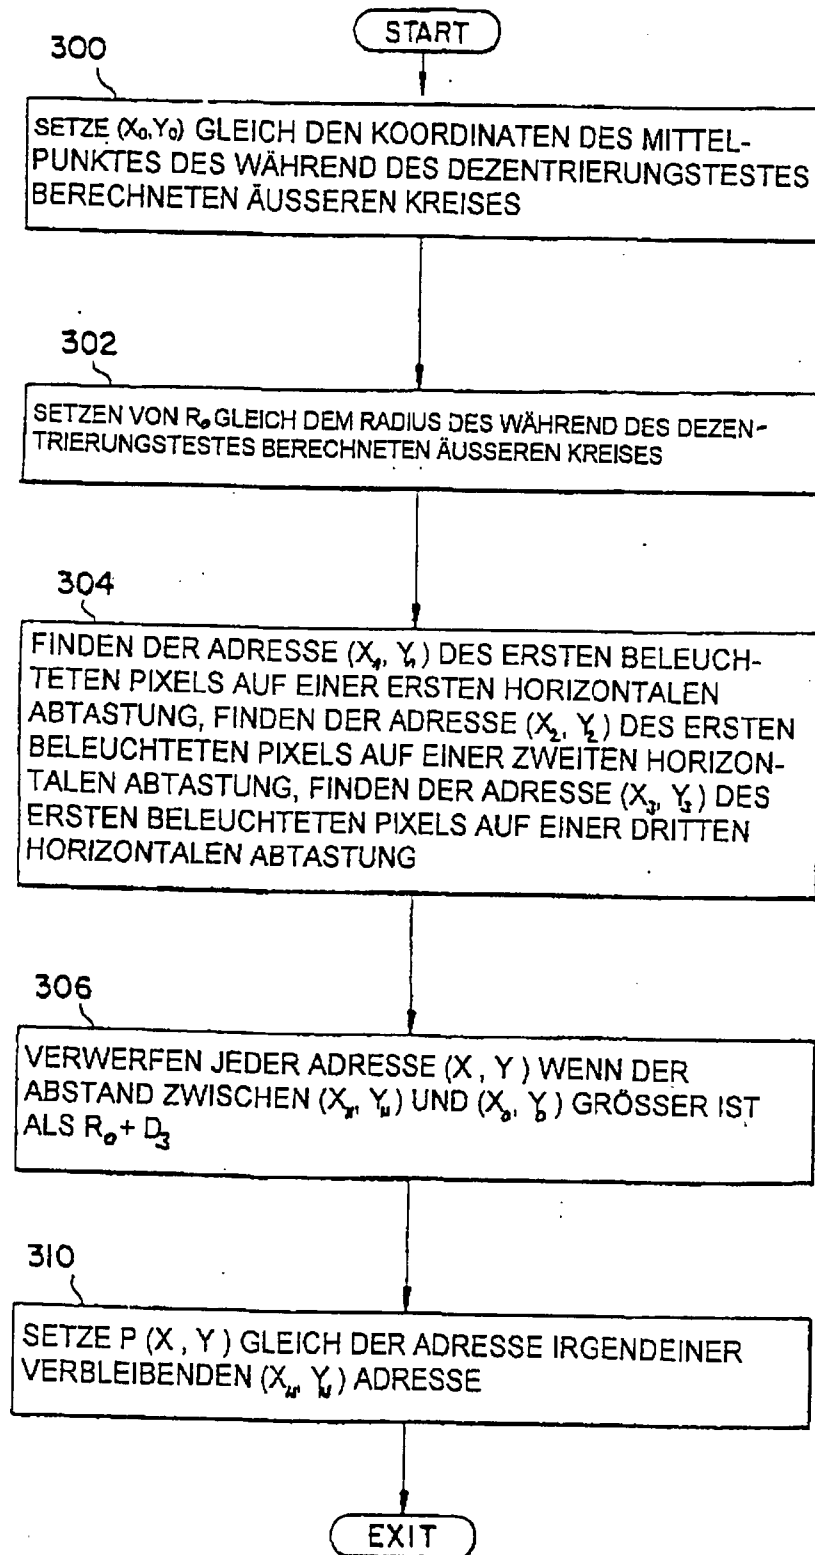 START
300
SETZE (X₀,Y₀) GLEICH DEN KOORDINATEN DES MITTEL-
PUNKTES DES WÄHREND DES DEZENTRIERUNGSTESTES
BERECHNETEN ÄUSSEREN KREISES
302
SETZEN VON R₀ GLEICH DEM RADIUS DES WÄHREND DES DEZEN-
TRIERUNGSTESTES BERECHNETEN ÄUSSEREN KREISES
304
FINDEN DER ADRESSE (X₁, Y₁) DES ERSTEN BELEUCH-
TETEN PIXELS AUF EINER ERSTEN HORIZONTALEN
ABTASTUNG, FINDEN DER ADRESSE (X₂, Y₂) DES ERSTEN
BELEUCHTETEN PIXELS AUF EINER ZWEITEN HORIZON-
TALEN ABTASTUNG, FINDEN DER ADRESSE (X₃, Y₃) DES
ERSTEN BELEUCHTETEN PIXELS AUF EINER DRITTEN
HORIZONTALEN ABTASTUNG
306
VERWERFEN JEDER ADRESSE (X , Y ) WENN DER
ABSTAND ZWISCHEN (Xₙ, Yₙ) UND (X₀, Y₀) GRÖSSER IST
ALS R₀ + D₃
310
SETZE P (X , Y ) GLEICH DER ADRESSE IRGENDEINER
VERBLEIBENDEN (Xₙ, Yₙ) ADRESSE
EXIT